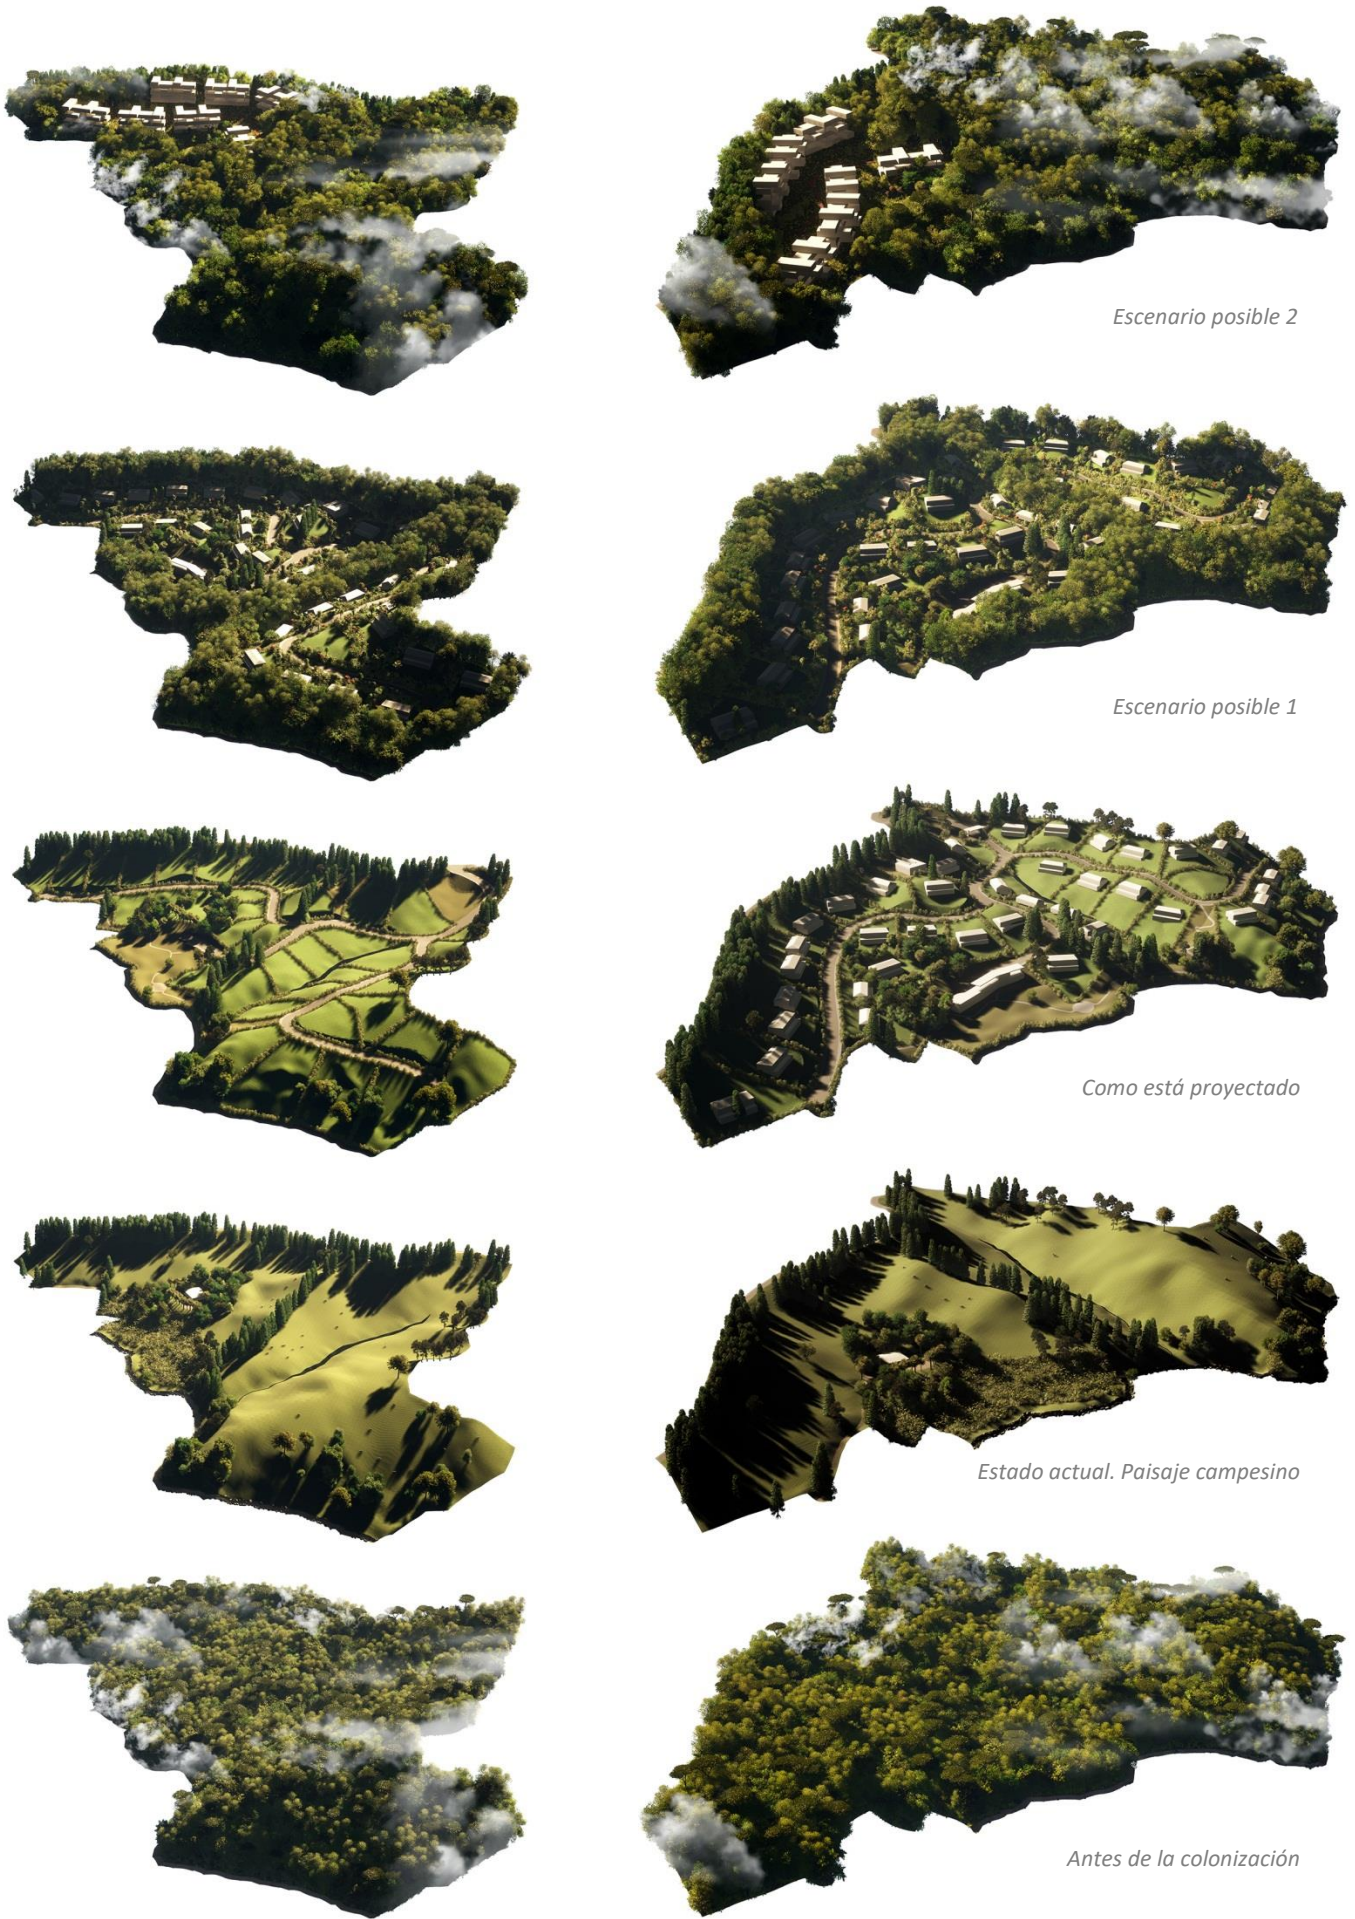 Escenario posible 2
Escenario posible 1
Como está proyectado
Estado actual. Paisaje campesino
Antes de la colonización